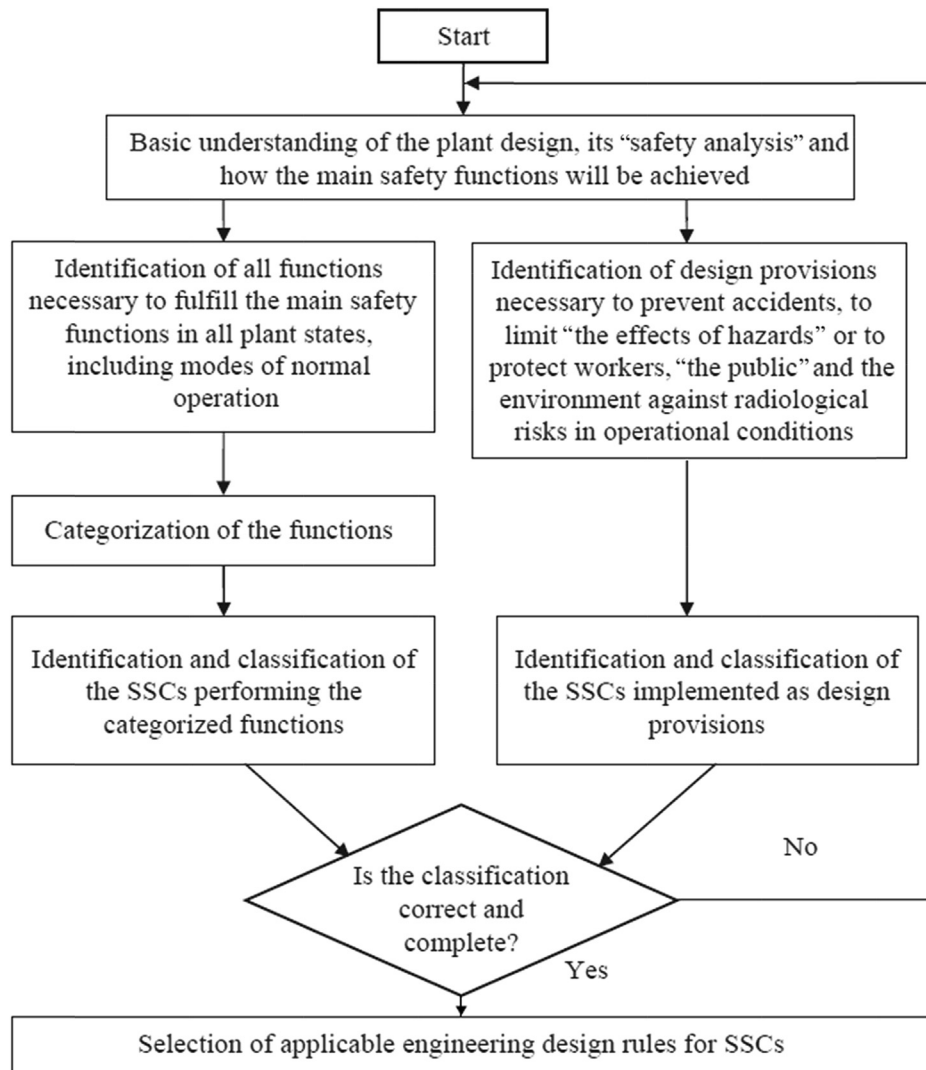 Start
Basic understanding of the plant design, its “safety analysis” and
how the main safety functions will be achieved
Identification of all functions
necessary to fulfill the main safety
functions in all plant states,
including modes of normal
operation
Identification of design provisions
necessary to prevent accidents, to
limit “the effects of hazards” or to
protect workers, “the public” and the
environment against radiological
risks in operational conditions
Categorization of the functions
Identification and classification of
the SSCs performing the
categorized functions
Identification and classification of
the SSCs implemented as design
provisions
Is the classification
correct and
complete?
No
Yes
Selection of applicable engineering design rules for SSCs